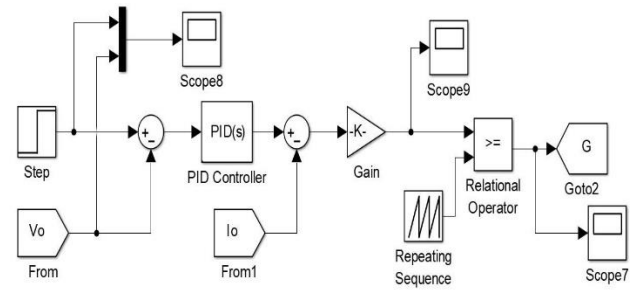 Scope8
Scope9
Step
+
−
PID(s)
PID Controller
+
−
-K-
Gain
>=
Relational
Operator
G
Goto2
Vo
From
Io
From1
Repeating
Sequence
Scope7